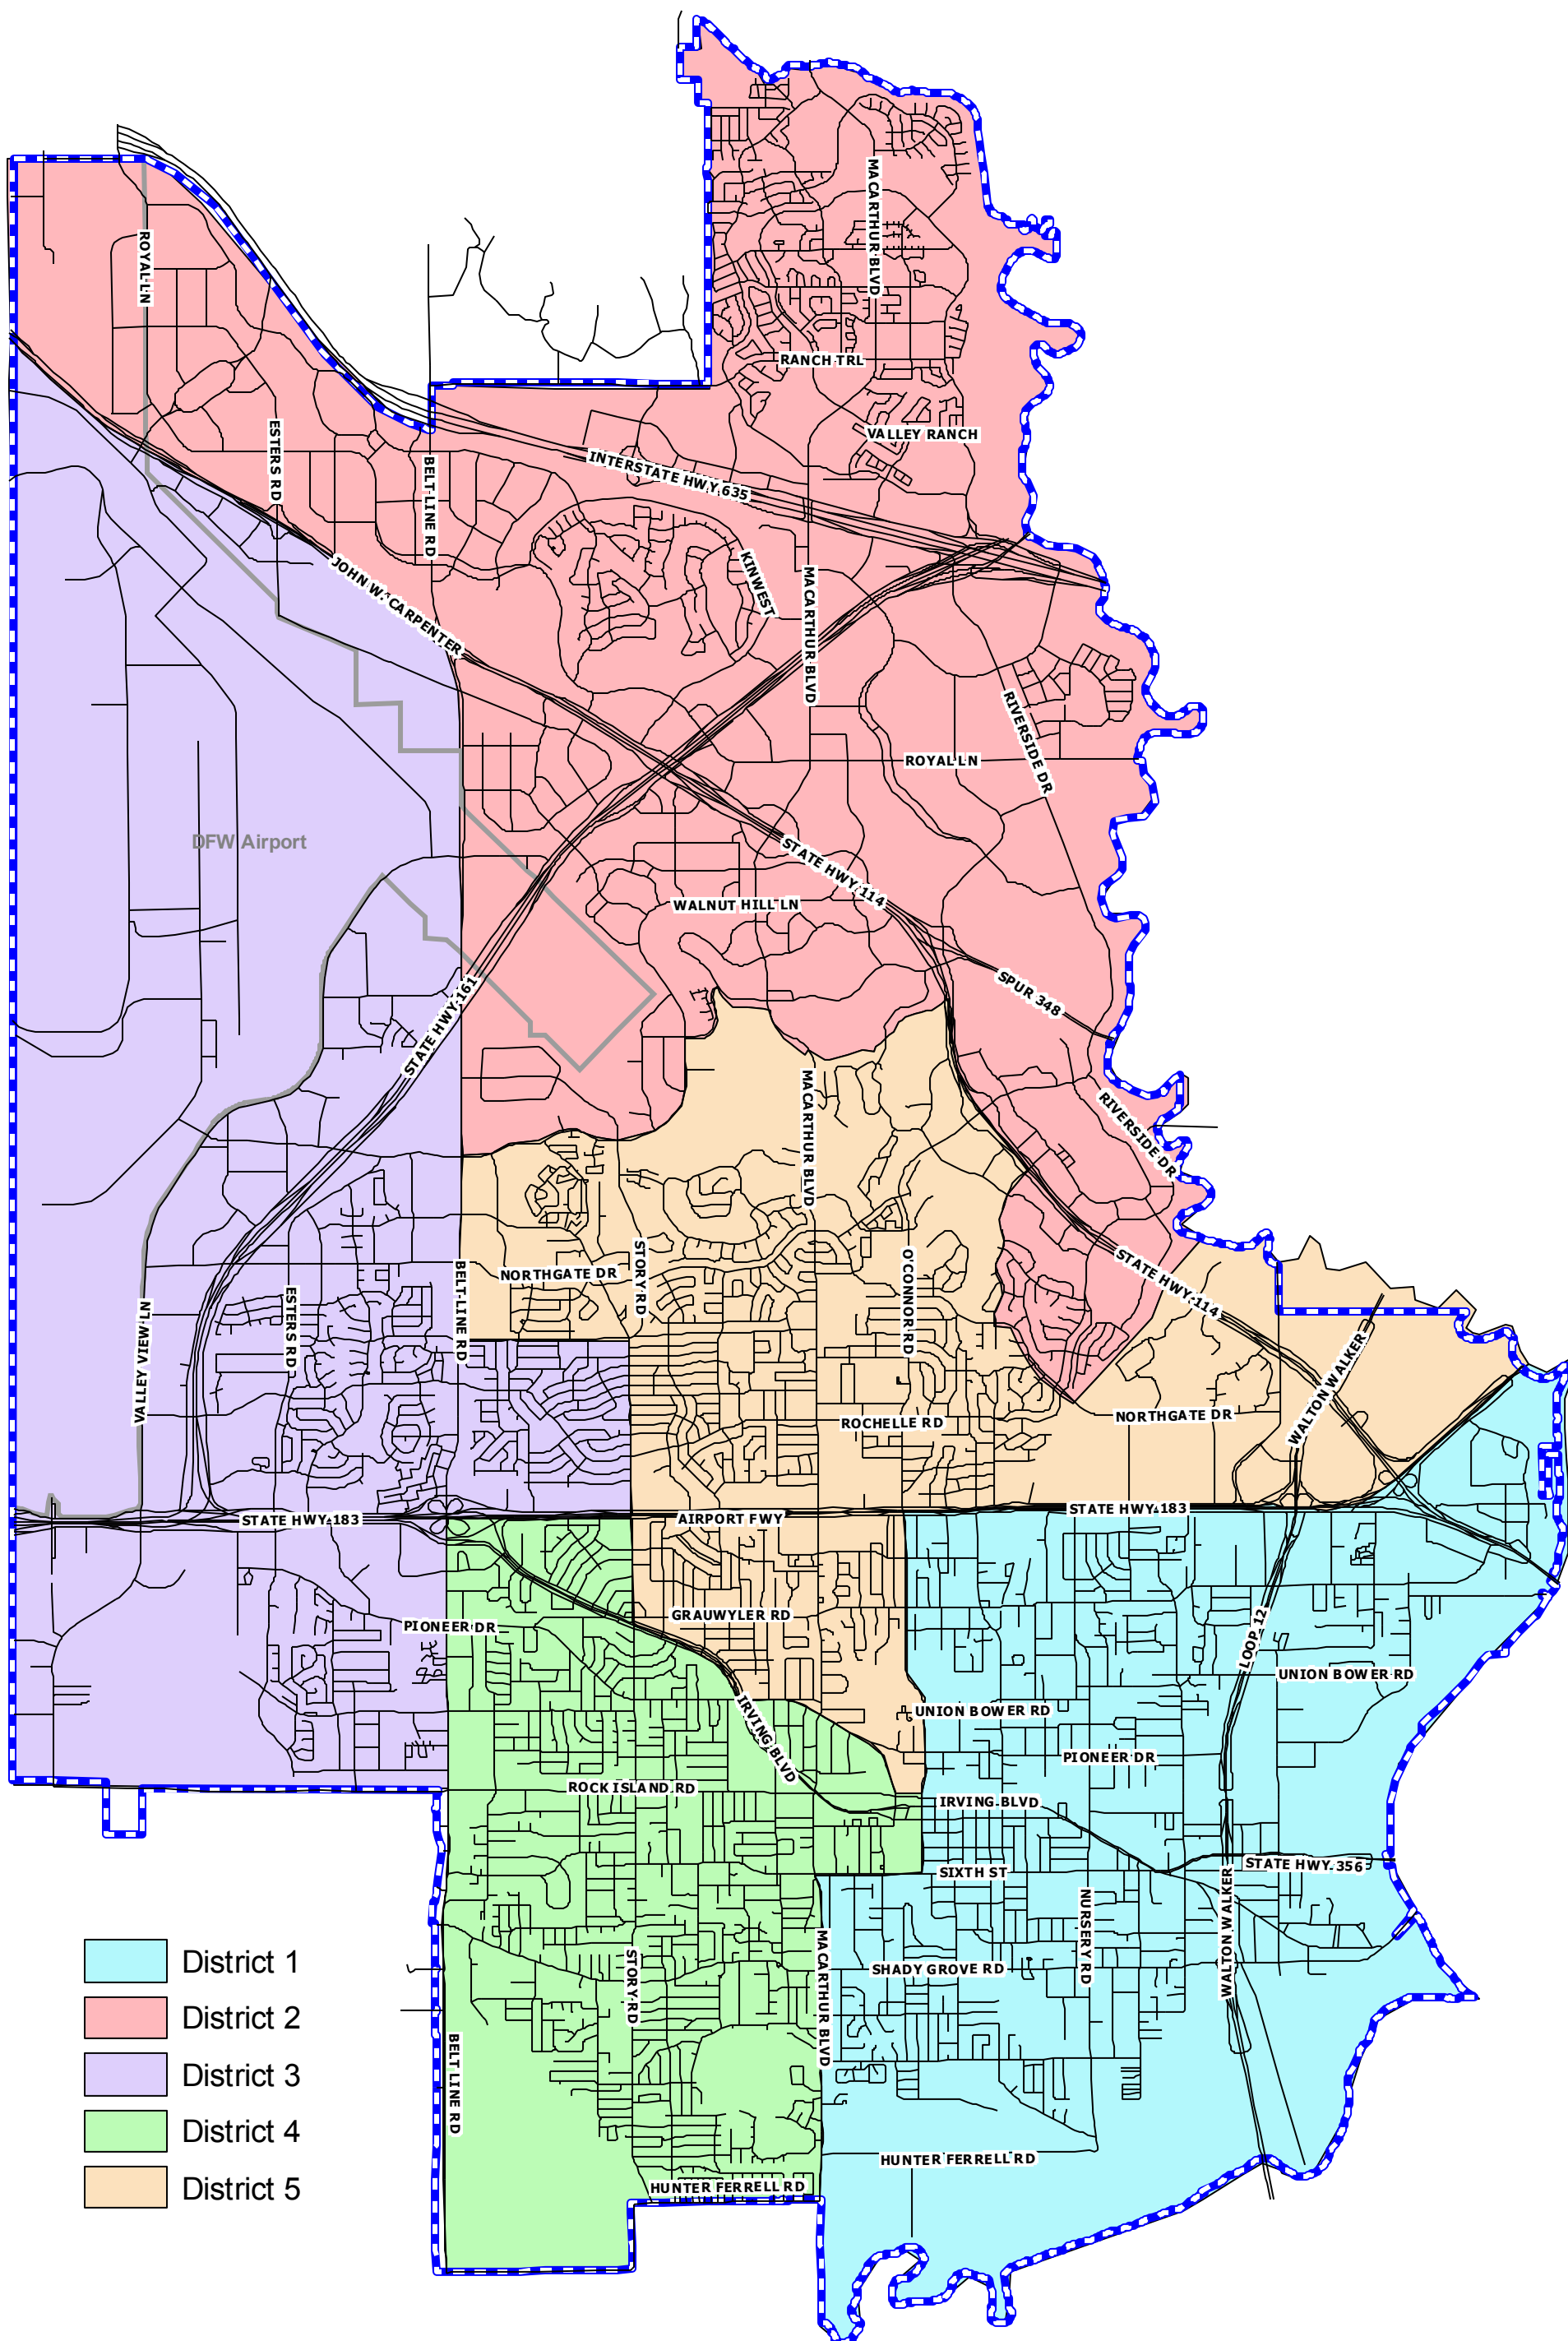 MACARTHUR BLVD
ROYAL LN
RANCH TRL
VALLEY RANCH
ESTERS RD
BELT LINE RD
INTERSTATE HWY 635
KINWEST
JOHN W. CARPENTER
MACARTHUR BLVD
RIVERSIDE DR
ROYAL LN
DFW Airport
STATE HWY 114
WALNUT HILL LN
SPUR 348
STATE HWY 161
MACARTHUR BLVD
RIVERSIDE DR
NORTHGATE DR
STORY RD
O'CONNOR RD
STATE HWY 114
BELT LINE RD
ESTERS RD
VALLEY VIEW LN
WALTON WALKER
ROCHELLE RD
NORTHGATE DR
STATE HWY 183
AIRPORT FWY
STATE HWY 183
GRAUWYLER RD
PIONEER DR
LOOP 12
UNION BOWER RD
UNION BOWER RD
IRVING BLVD
PIONEER DR
ROCK ISLAND RD
IRVING BLVD
STATE HWY 356
SIXTH ST
WALTON WALKER
NURSERY RD
SHADY GROVE RD
STORY RD
MACARTHUR BLVD
BELT LINE RD
HUNTER FERRELL RD
HUNTER FERRELL RD
District 1
District 2
District 3
District 4
District 5